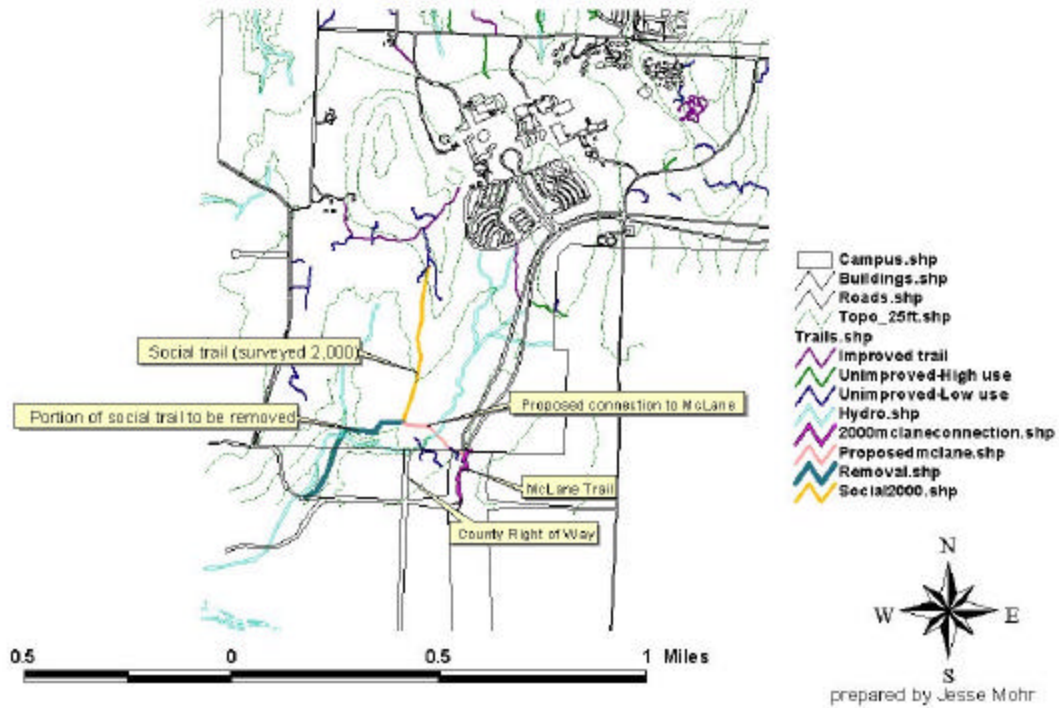 Social trail (surveyed 2,000)
Portion of social trail to be removed
Proposed connection to McLane
McLane Trail
County Right of Way
Campus.shp
Buildings.shp
Roads.shp
Topo_25ft.shp
Trails.shp
Improved trail
Unimproved-High use
Unimproved-Low use
Hydro.shp
2000mclaneconnection.shp
Proposedmclane.shp
Removal.shp
Social2000.shp
N
W E
S
0.5 0 0.5 1 Miles
prepared by Jesse Mohr